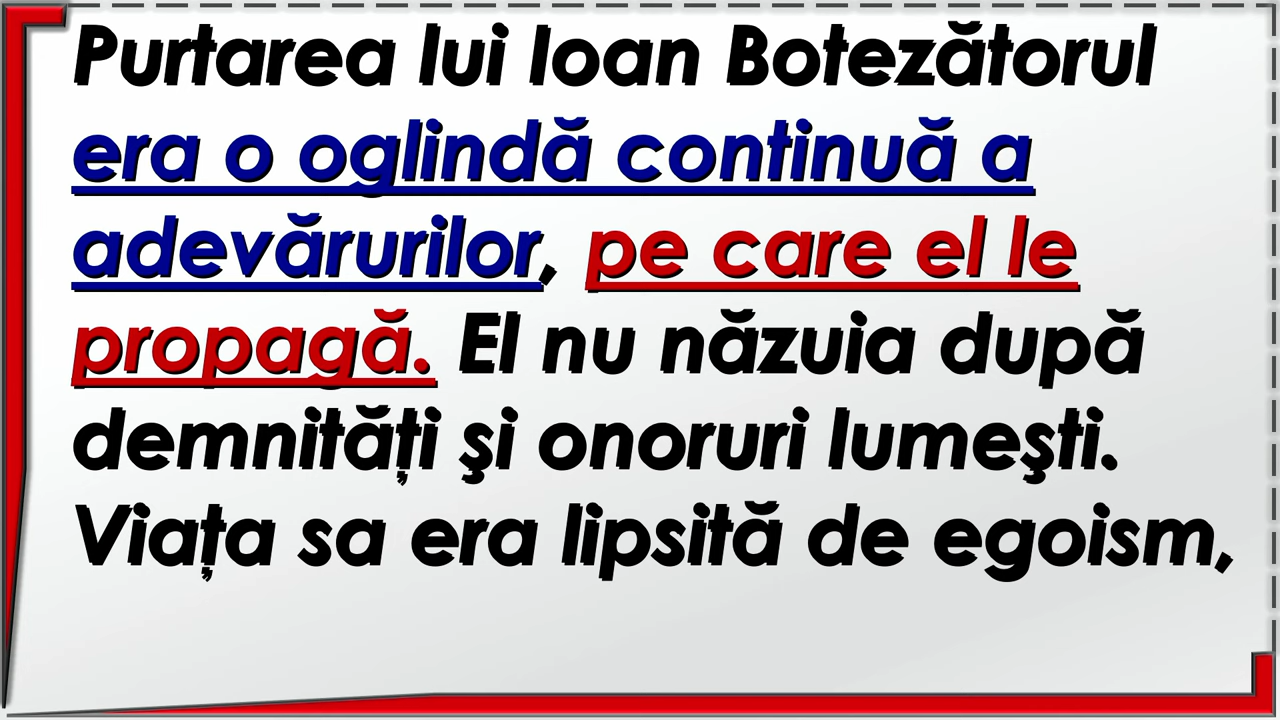 Purtarea lui Ioan Botezătorul
era o oglindă continuă a
adevărurilor, pe care el le
propagă. El nu năzuia după
demnități şi onoruri lumeşti.
Viața sa era lipsită de egoism,